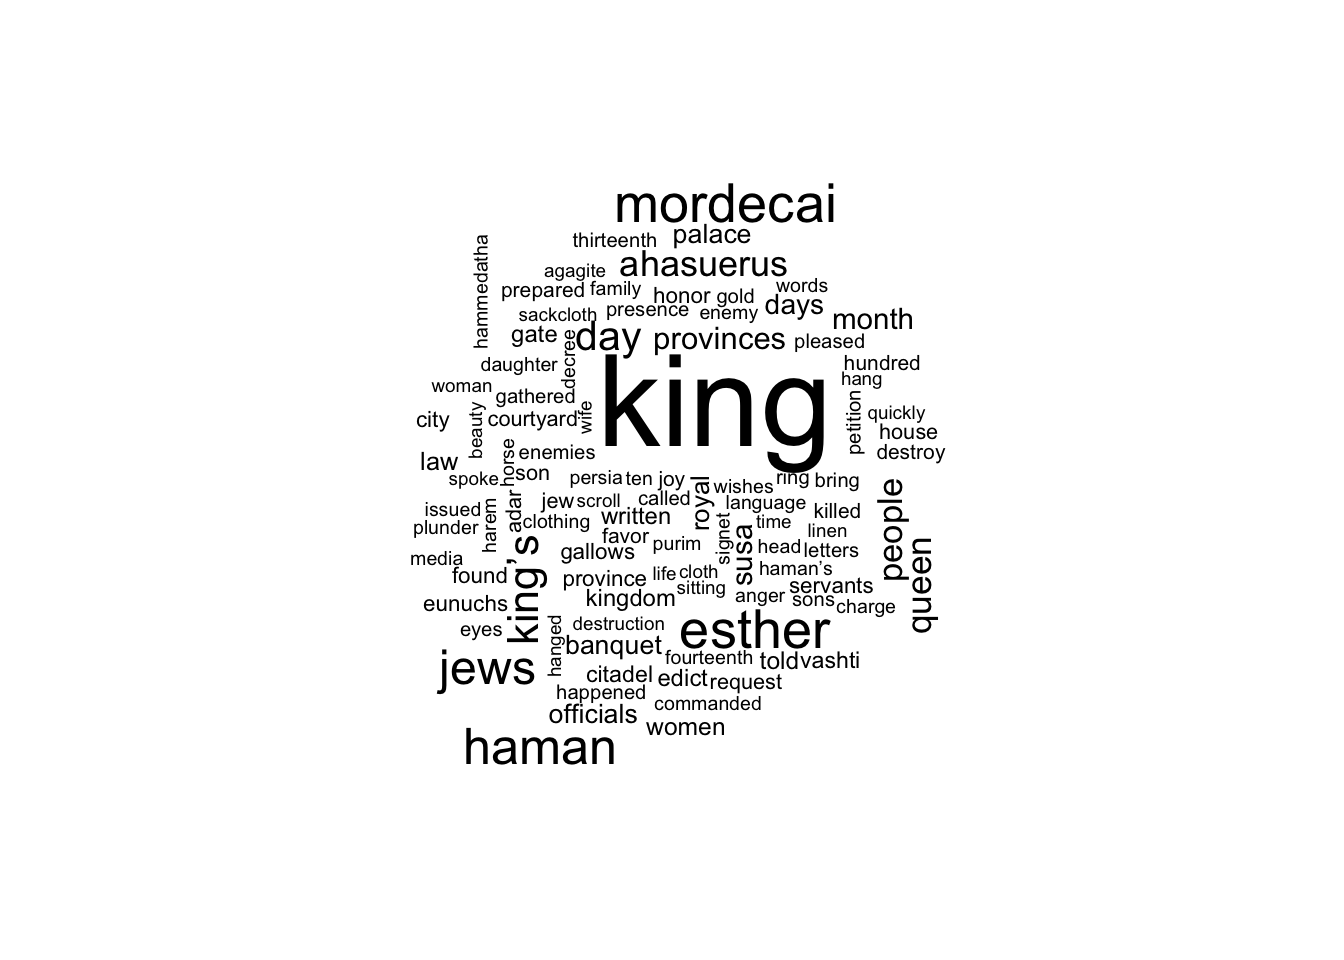 mordecai
thirteenth palace
hammedatha
agagite ahasuerus
prepared family honor gold words
sackcloth presence enemy days
gate day provinces pleased month
decree
daughter king hundred
woman gathered hang
city beauty courtyard wife petition quickly
house
law horse enemies destroy
spoke son persia ten joy royal wishes ring bring
issued harem adar jew scroll called language people
plunder clothing written signet time killed
favor purim susa linen
media king’s gallows head letters
found province life cloth haman’s queen
eunuchs kingdom sitting anger servants
sons charge
eyes hanged destruction esther
jews banquet fourteenth told vashti
citadel edict request
happened commanded
officials women
haman